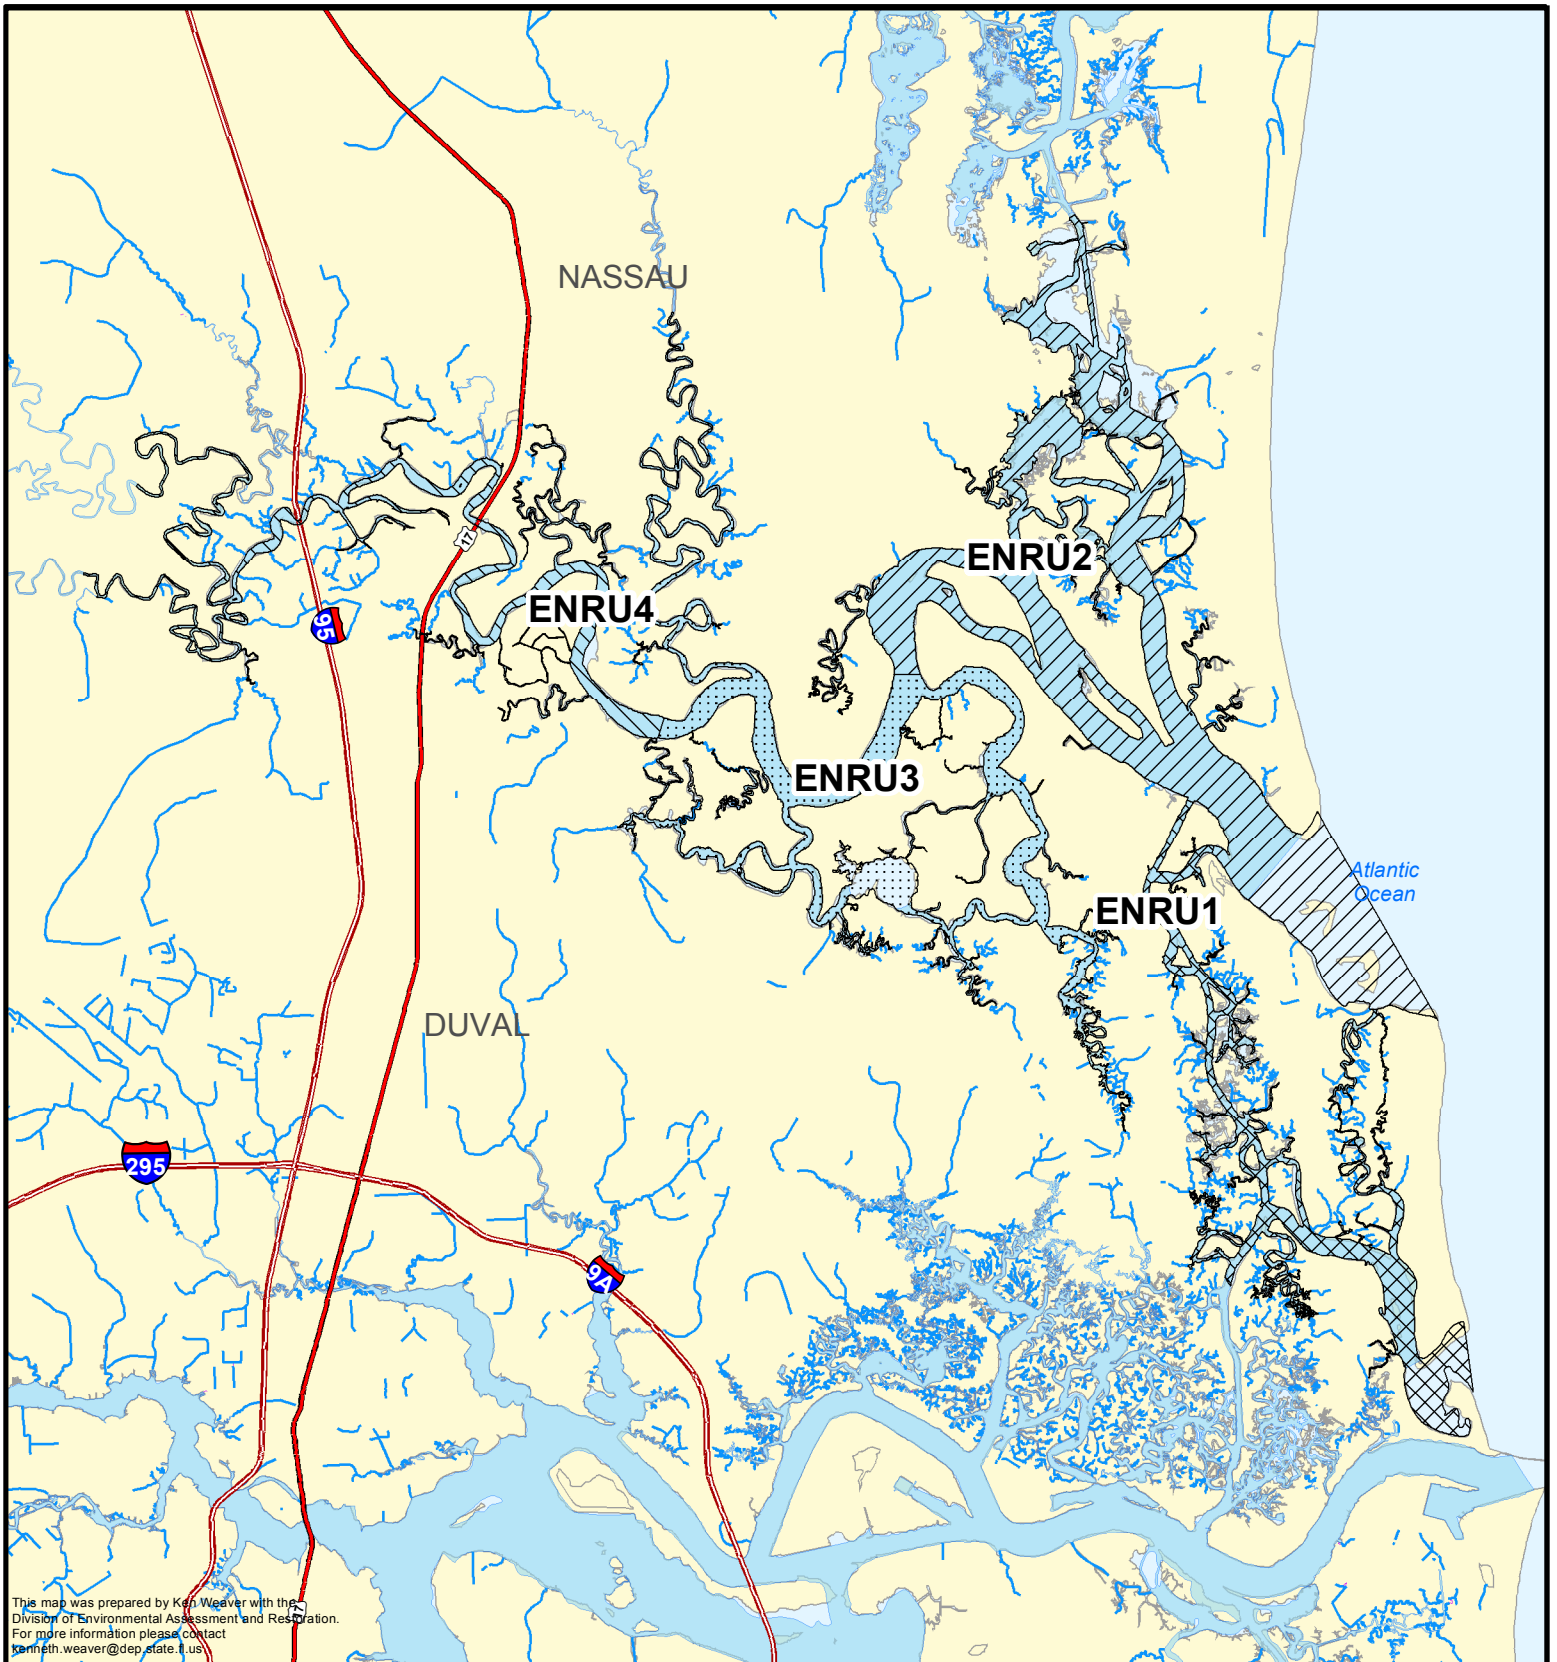 NASSAU
17
ENRU2
ENRU4
95
ENRU3
Atlantic
Ocean
ENRU1
DUVAL
295
9A
This map was prepared by Ken Weaver with the
Division of Environmental Assessment and Restoration.
17
For more information please contact
kenneth.weaver@dep.state.fl.us